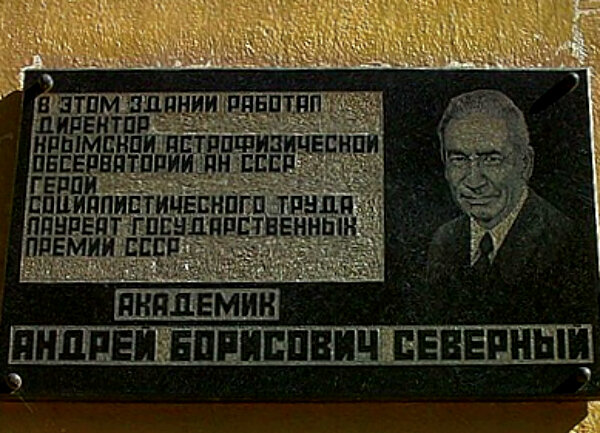 В ЭТОМ ЗДАНИИ РАБОТАЛ
ДИРЕКТОР
КРЫМСКОЙ АСТРОФИЗИЧЕСКОЙ
ОБСЕРВАТОРИИ АН СССР
ГЕРОЙ
СОЦИАЛИСТИЧЕСКОГО ТРУДА
ЛАУРЕАТ ГОСУДАРСТВЕННЫХ
ПРЕМИЙ СССР
АКАДЕМИК
АНДРЕЙ БОРИСОВИЧ СЕВЕРНЫЙ